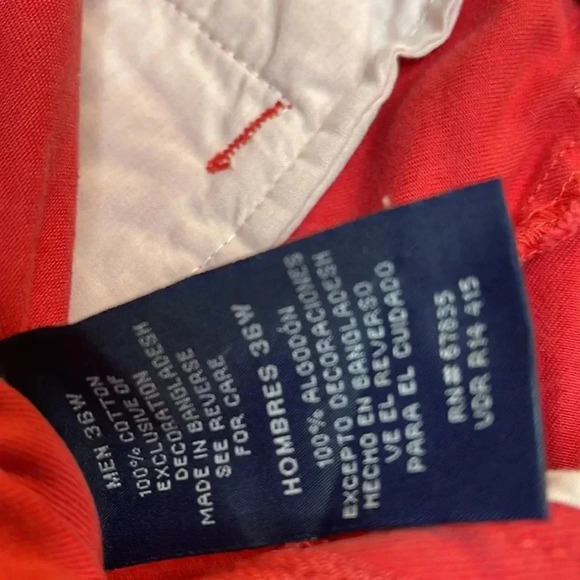 MEN 36W
100% COTTON
EXCLUSIVE OF
DECORATION
MADE IN BANGLADESH
SEE REVERSE
FOR CARE
HOMBRES 36W
100% ALGODÓN
EXCEPTO DECORACIONES
HECHO EN BANGLADESH
VE EL REVERSO
PARA EL CUIDADO
RN# 67835
VDR R14 415